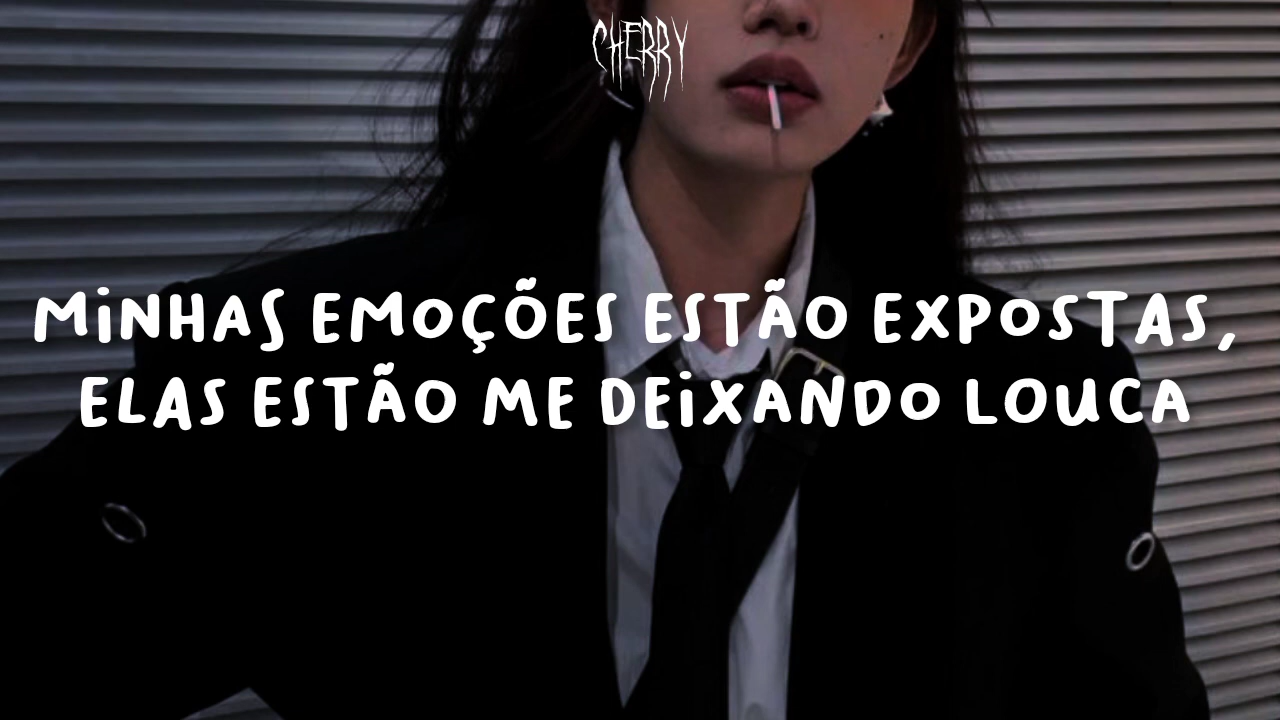 CHERRY
MiNHAS EMOÇÕES ESTÃO EXPOSTAS,
ELAS ESTÃO ME DEiXANDO LOUCA